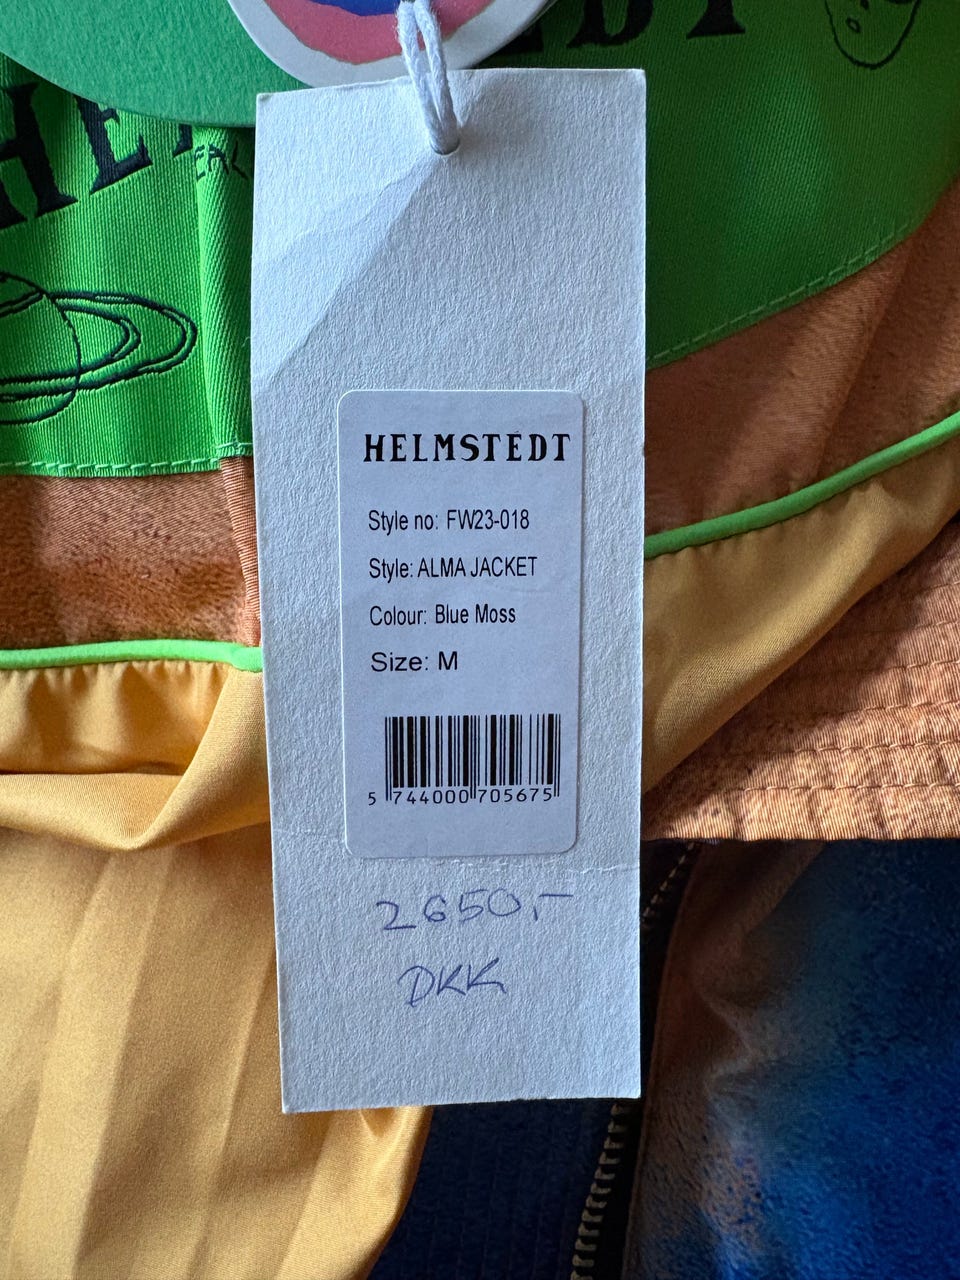 HELMSTEDT
Style no: FW23-018
Style: ALMA JACKET
Colour: Blue Moss
Size: M
5 744000 705675
2650,-
DKK